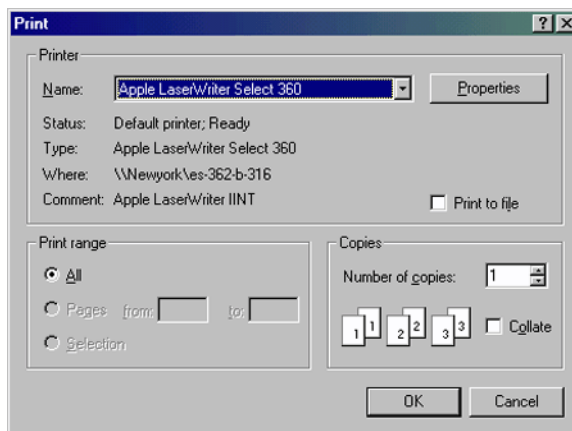 Print
Printer
Name: Apple LaserWriter Select 360 Properties
Status: Default printer; Ready
Type: Apple LaserWriter Select 360
Where: \\Newyork\es-362-b-316
Comment: Apple LaserWriter IINT Print to file
Print range
All
Pages from: to:
Selection
Copies
Number of copies: 1
1 1 2 2 3 3 Collate
OK Cancel